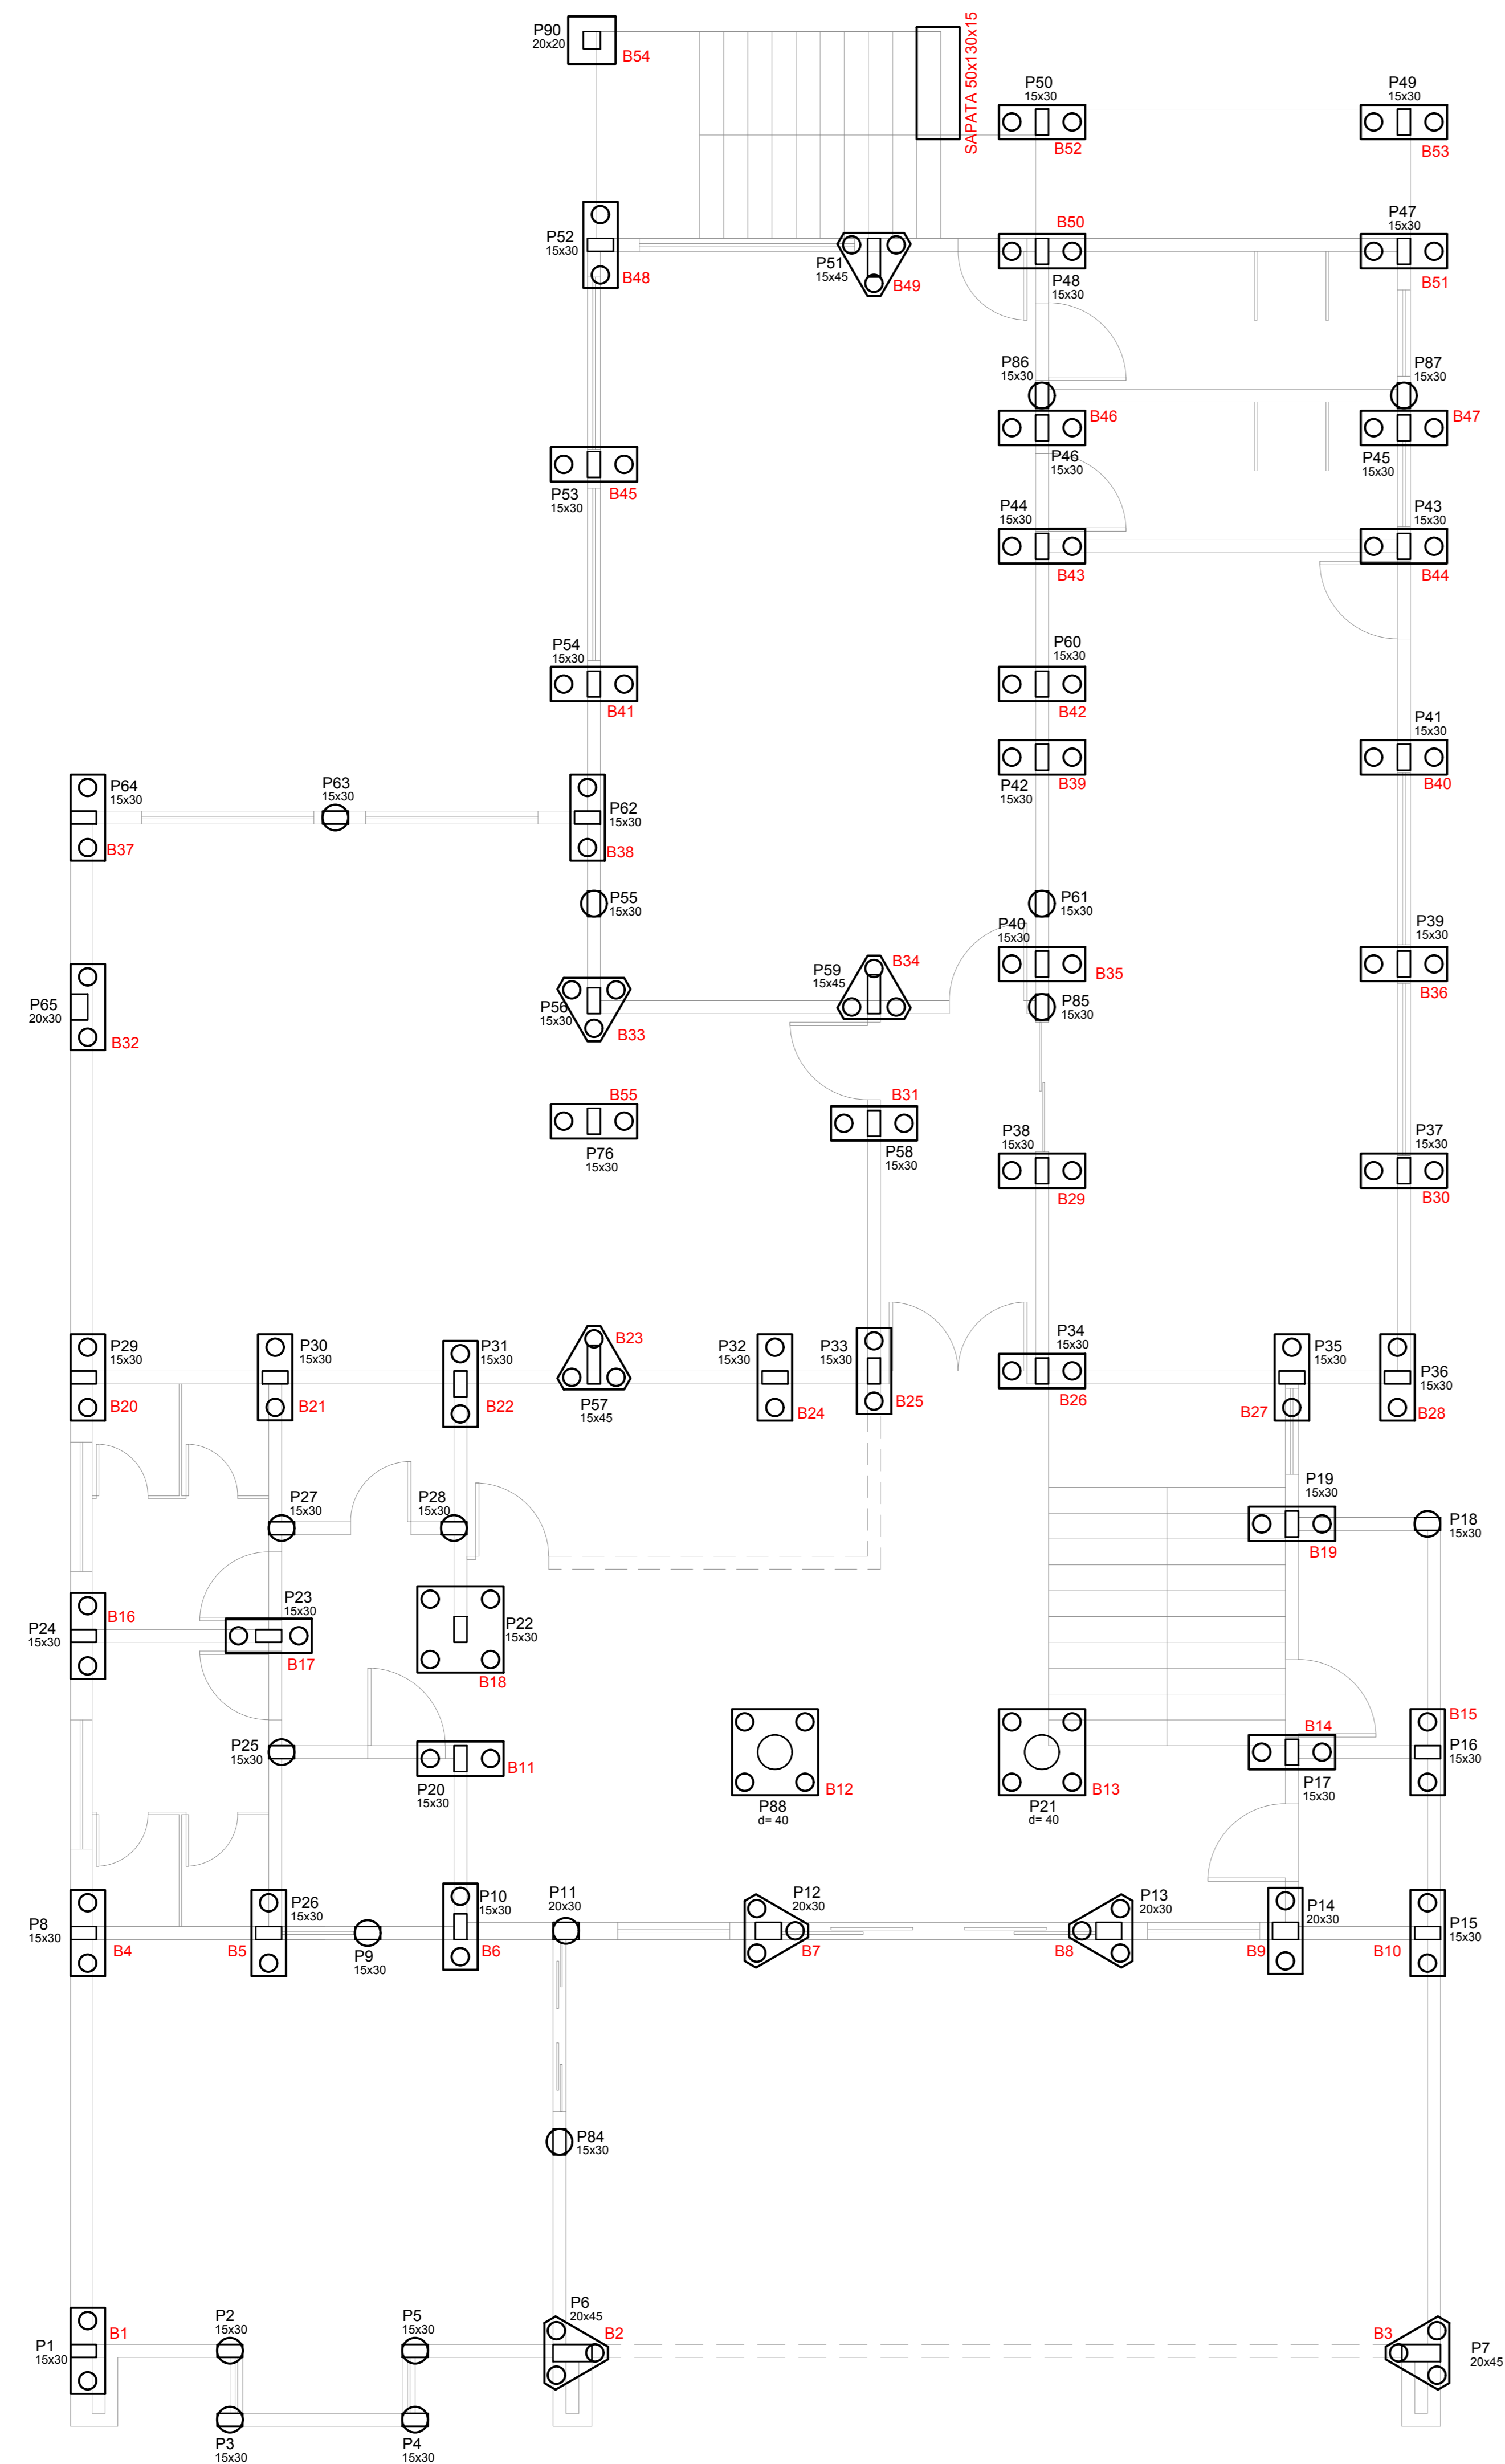 P90
20x20
B54
SAPATA 50x130x15
P50
15x30
B52
P49
15x30
B53
P52
15x30
B48
P51
15x45
B49
B50
P48
15x30
P47
15x30
B51
P86
15x30
B46
P46
15x30
P87
15x30
B47
P45
15x30
P53
15x30
B45
P44
15x30
B43
P43
15x30
B44
P54
15x30
B41
P60
15x30
B42
P42
15x30
B39
P41
15x30
B40
P64
15x30
B37
P63
15x30
P62
15x30
B38
P55
15x30
P61
15x30
P40
15x30
B35
P39
15x30
B36
P65
20x30
B32
P56
15x30
B33
P59
15x45
B34
P85
15x30
B55
P76
15x30
B31
P58
15x30
P38
15x30
B29
P37
15x30
B30
P29
15x30
B20
P30
15x30
B21
P31
15x30
B22
B23
P57
15x45
P32
15x30
B24
P33
15x30
B25
P34
15x30
B26
P35
15x30
B27
P36
15x30
B28
P27
15x30
P28
15x30
P19
15x30
B19
P18
15x30
B16
P24
15x30
P23
15x30
B17
P22
15x30
B18
P25
15x30
P20
15x30
B11
B12
P88
d= 40
B13
P21
d= 40
B14
P17
15x30
B15
P16
15x30
P8
15x30
B4
P26
15x30
B5
P9
15x30
P10
15x30
B6
P11
20x30
P12
20x30
B7
P13
20x30
B8
P14
20x30
B9
P15
15x30
B10
P84
15x30
P1
15x30
B1
P2
15x30
P5
15x30
P6
20x45
B2
B3
P7
20x45
P3
15x30
P4
15x30